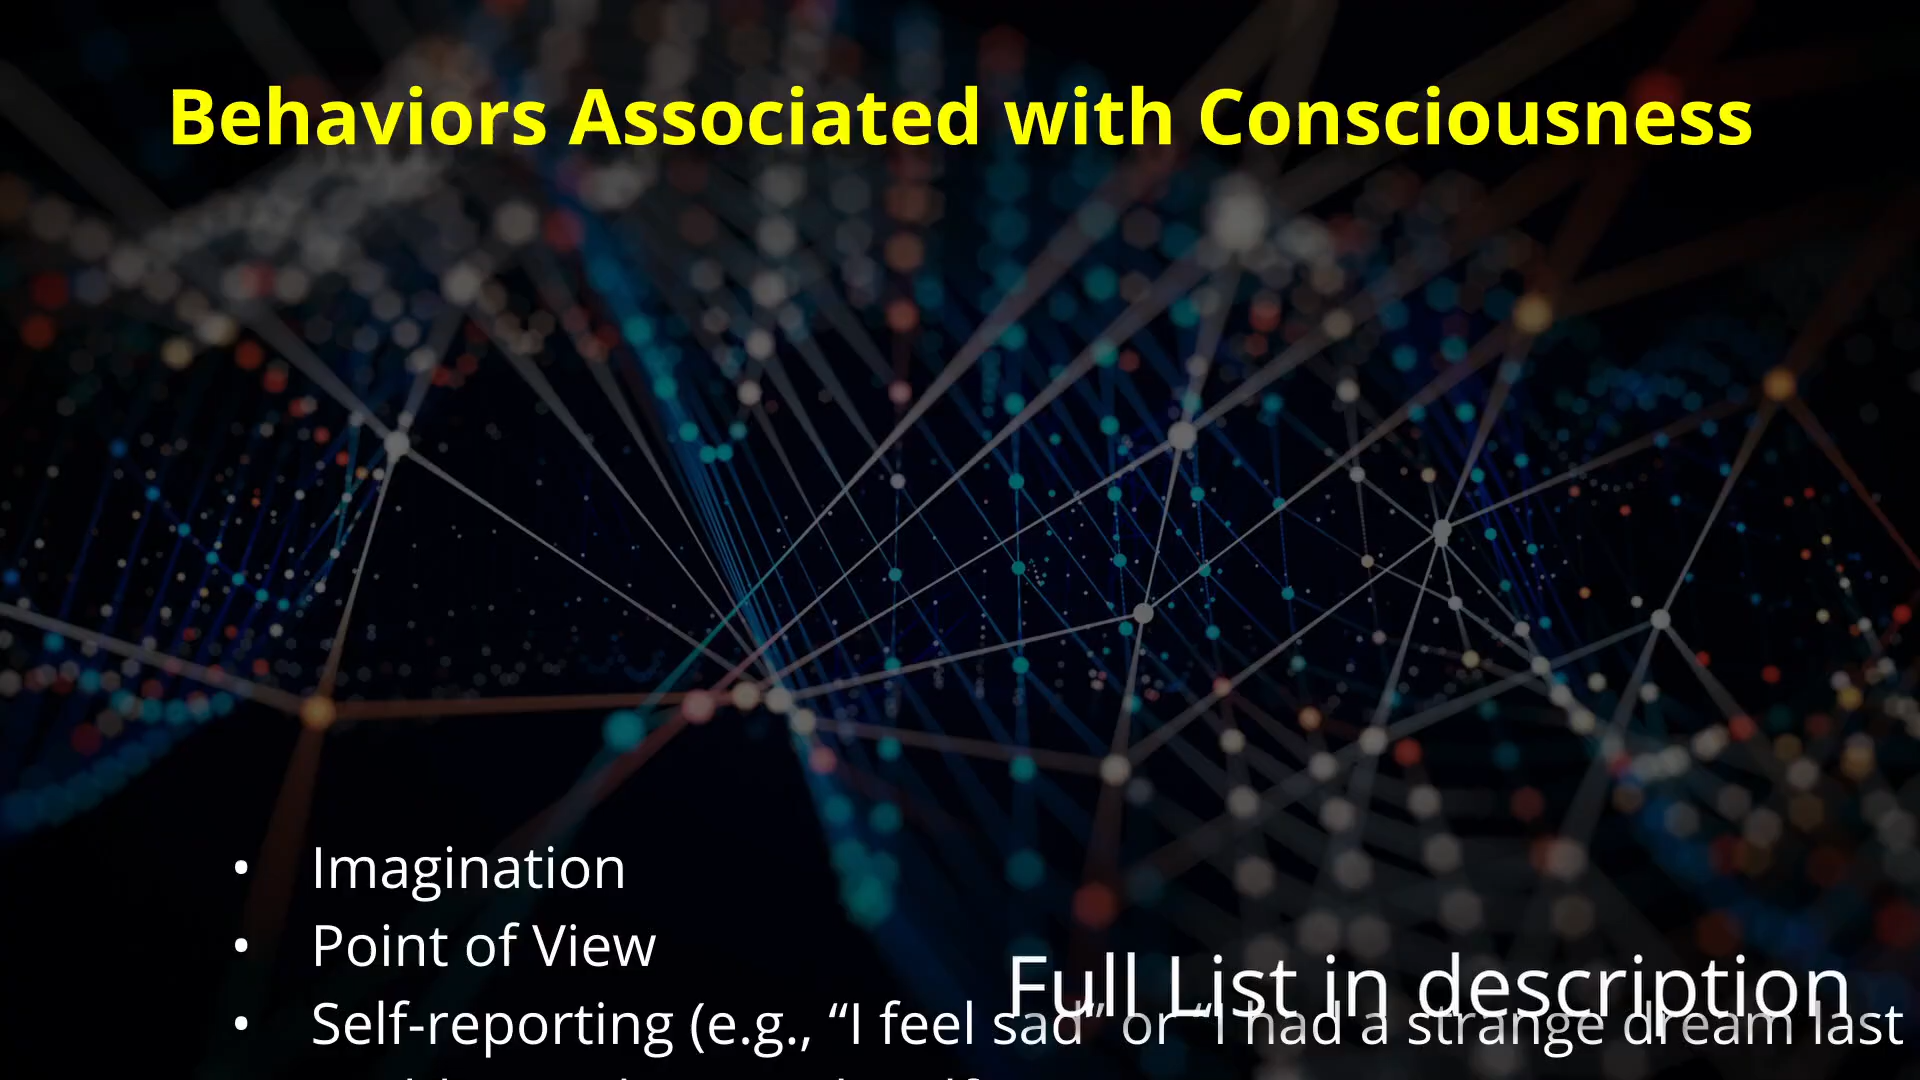 Behaviors Associated with Consciousness
• Imagination
• Point of View
Full List in description
• Self-reporting (e.g., “I feel sad” or “I had a strange dream last